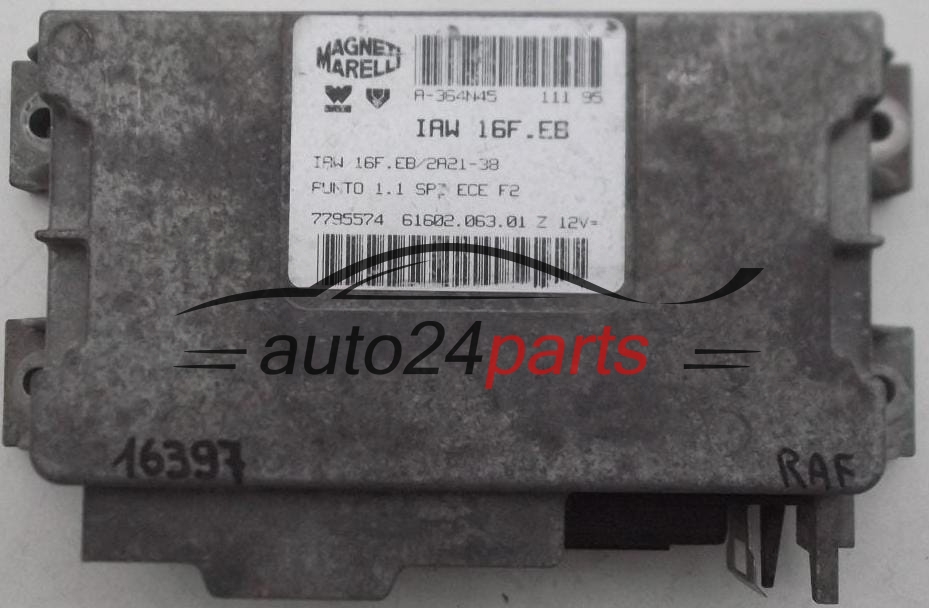 MAGNETI
MARELLI
A-364N45 111 95
IAW 16F.EB
IAW 16F.EB/2A21-38
PUNTO 1.1 SPI ECE F2
7795574 61602.063.01 Z 12V=
auto24parts
16397
RAF